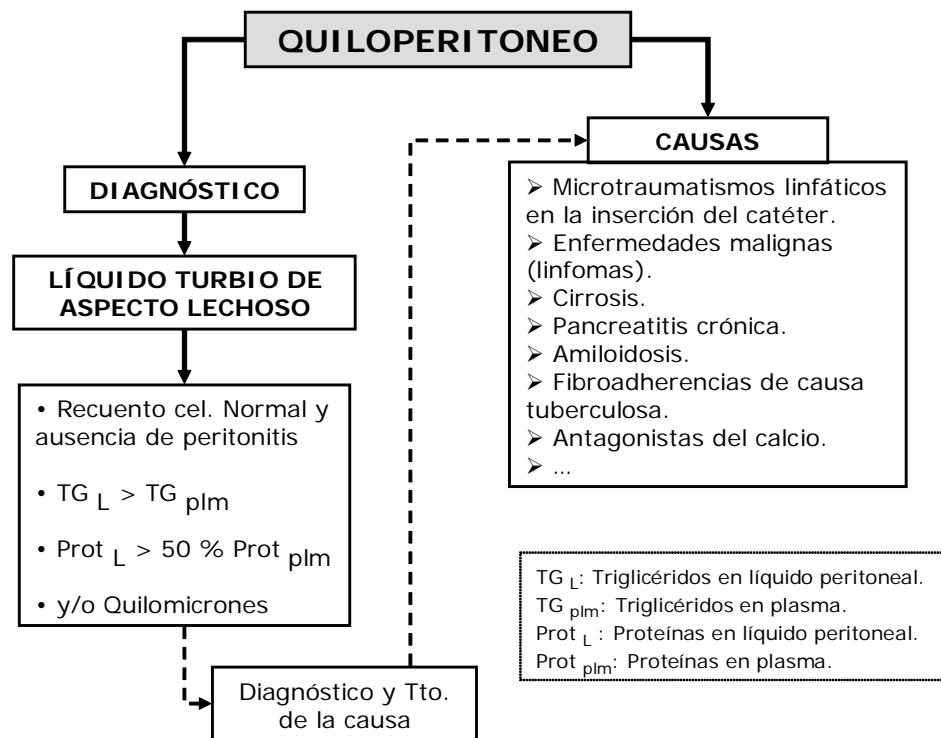 QUILOPERITONEO
DIAGNÓSTICO
LÍQUIDO TURBIO DE
ASPECTO LECHOSO
• Recuento cel. Normal y
ausencia de peritonitis
• TG L > TG plm
• Prot L > 50 % Prot plm
• y/o Quilomicrones
Diagnóstico y Tto.
de la causa
CAUSAS
➢ Microtraumatismos linfáticos
en la inserción del catéter.
➢ Enfermedades malignas
(linfomas).
➢ Cirrosis.
➢ Pancreatitis crónica.
➢ Amiloidosis.
➢ Fibroadherencias de causa
tuberculosa.
➢ Antagonistas del calcio.
➢ ...
TG L: Triglicéridos en líquido peritoneal.
TG plm: Triglicéridos en plasma.
Prot L : Proteínas en líquido peritoneal.
Prot plm: Proteínas en plasma.